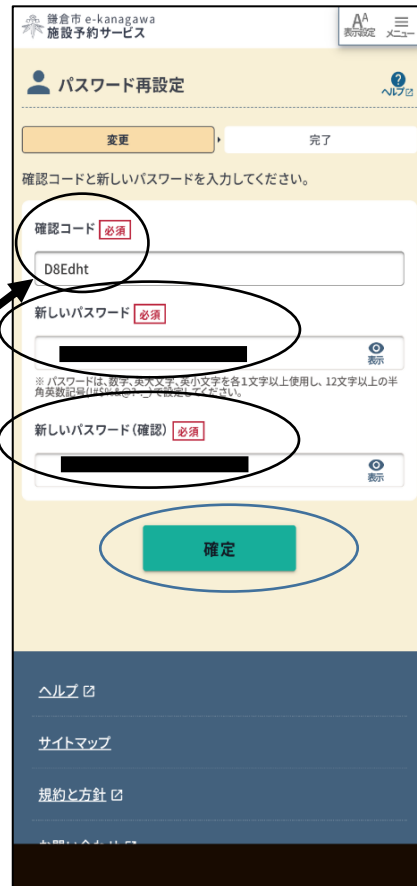 鎌倉市 e-kanagawa
施設予約サービス
AA
表示設定 メニュー
パスワード再設定
ヘルプ
変更 完了
確認コードと新しいパスワードを入力してください。
確認コード 必須
D8Edht
新しいパスワード 必須
表示
※ パスワードは、数字、英大文字、英小文字を各1文字以上使用し、12文字以上の半
角英数記号(!#$%&@?-_)で設定してください。
新しいパスワード (確認) 必須
表示
確定
ヘルプ
サイトマップ
規約と方針